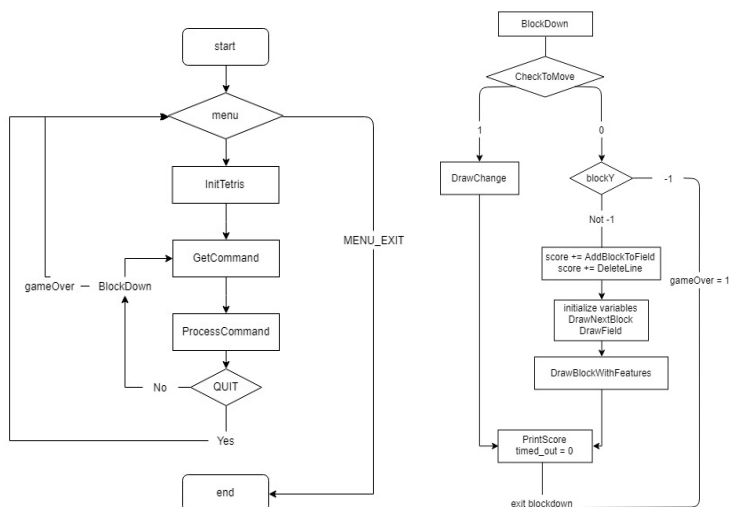 start
menu
InitTetris
MENU_EXIT
GetCommand
gameOver
BlockDown
ProcessCommand
No
QUIT
Yes
end
BlockDown
CheckToMove
1
0
DrawChange
blockY
-1
Not -1
score += AddBlockToField
score += DeleteLine
gameOver = 1
initialize variables
DrawNextBlock
DrawField
DrawBlockWithFeatures
PrintScore
timed_out = 0
exit blockdown